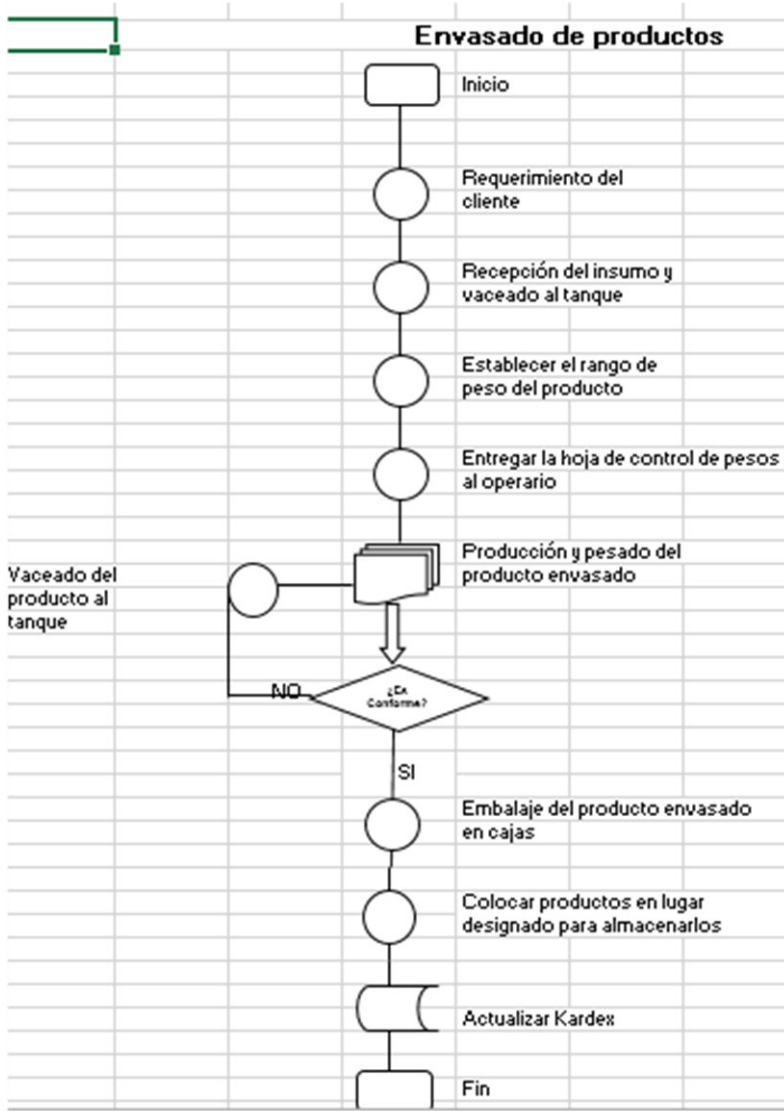 Envasado de productos
Inicio
Requerimiento del
cliente
Recepción del insumo y
vaceado al tanque
Establecer el rango de
peso del producto
Entregar la hoja de control de pesos
al operario
Producción y pesado del
producto envasado
Vaceado del
producto al
tanque
NO
¿Es
Conforme?
SI
Embalaje del producto envasado
en cajas
Colocar productos en lugar
designado para almacenarlos
Actualizar Kardex
Fin